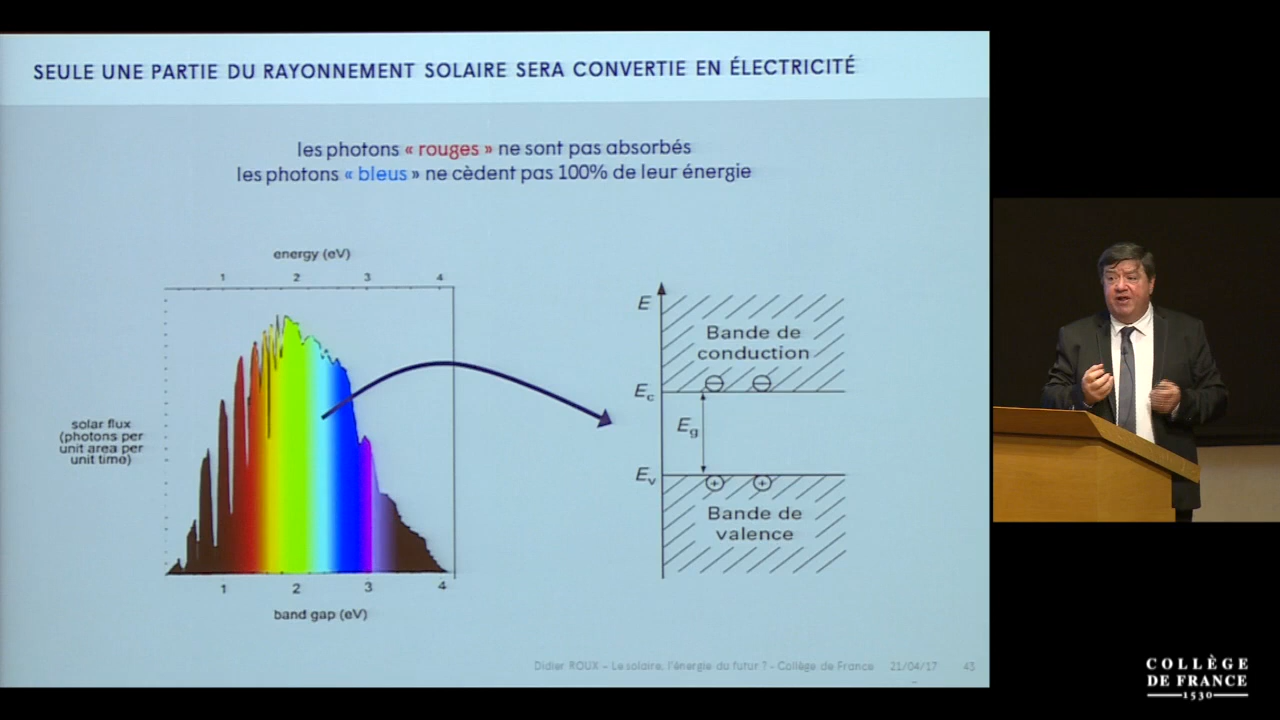 SEULE UNE PARTIE DU RAYONNEMENT SOLAIRE SERA CONVERTIE EN ÉLECTRICITÉ
les photons « rouges » ne sont pas absorbés
les photons « bleus » ne cèdent pas 100% de leur énergie
energy (eV)
1 2 3 4
solar flux
(photons per
unit area per
unit time)
1 2 3 4
band gap (eV)
E
Bande de
conduction
Ec
Eg
Ev
Bande de
valence
Didier ROUX – Le solaire, l'énergie du futur ? - Collège de France 21/04/17 43
COLLÈGE
DE FRANCE
1530